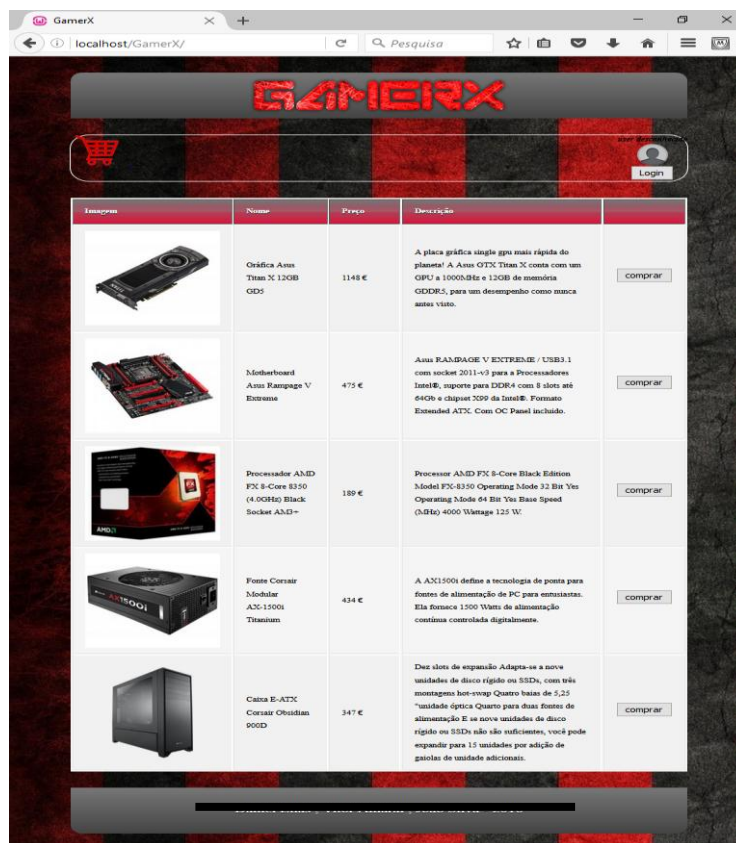 GamerX
localhost/GamerX/
Pesquisa
GAMERX
Login
Imagem Nome Preço Descrição
Gráfica Asus
Titan X 12GB
GD5
1148 €
A placa gráfica single gpu mais rápida do
planeta! A Asus GTX Titan X conta com um
GPU a 1000MHz e 12GB de memória
GDDR5, para um desempenho como nunca
antes visto.
comprar
Motherboard
Asus Rampage V
Extreme
475 €
Asus RAMPAGE V EXTREME / USB3.1
com socket 2011-v3 para a Processadores
Intel®, suporte para DDR4 com 8 slots até
64Gb e chipset X99 da Intel®. Formato
Extended ATX. Com OC Panel incluído.
comprar
AMD
Processador AMD
FX 8-Core 8350
(4.0GHz) Black
Socket AM3+
189 €
Processor AMD FX 8-Core Black Edition
Model FX-8350 Operating Mode 32 Bit Yes
Operating Mode 64 Bit Yes Base Speed
(MHz) 4000 Wattage 125 W.
comprar
AX1500i
Fonte Corsair
Modular
AX-1500i
Titanium
434 €
A AX1500i define a tecnologia de ponta para
fontes de alimentação de PC para entusiastas.
Ela fornece 1500 Watts de alimentação
contínua controlada digitalmente.
comprar
Caixa E-ATX
Corsair Obsidian
900D
347 €
Dez slots de expansão Adapta-se a nove
unidades de disco rígido ou SSDs, com três
montagens hot-swap Quatro baias de 5,25
"unidade óptica Quarto para duas fontes de
alimentação E se nove unidades de disco
rígido ou SSDs não são suficientes, você pode
expandir para 15 unidades por adição de
gaiolas de unidade adicionais.
comprar